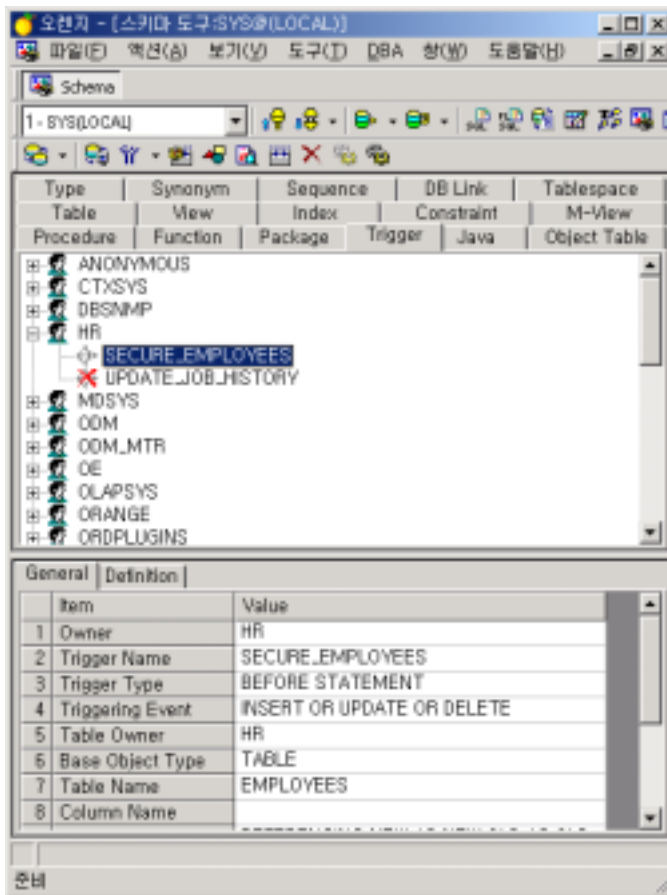 오렌지 - [스키마 도구:SYS@(LOCAL)]
파일(F) 액션(A) 보기(V) 도구(T) DBA 창(W) 도움말(H)
Schema
1 - SYS(LOCAL)
Type Synonym Sequence DB Link Tablespace
Table View Index Constraint M-View
Procedure Function Package Trigger Java Object Table
ANONYMOUS
CTXSYS
DBSNMP
HR
SECURE_EMPLOYEES
UPDATE_JOB_HISTORY
MDSYS
ODM
ODM_MTR
OE
OLAPSYS
ORANGE
ORDPLUGINS
General Definition
Item Value
1 Owner HR
2 Trigger Name SECURE_EMPLOYEES
3 Trigger Type BEFORE STATEMENT
4 Triggering Event INSERT OR UPDATE OR DELETE
5 Table Owner HR
6 Base Object Type TABLE
7 Table Name EMPLOYEES
8 Column Name
준비